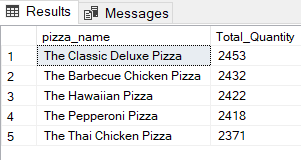 Results Messages
pizza_name Total_Quantity
1 The Classic Deluxe Pizza 2453
2 The Barbecue Chicken Pizza 2432
3 The Hawaiian Pizza 2422
4 The Pepperoni Pizza 2418
5 The Thai Chicken Pizza 2371